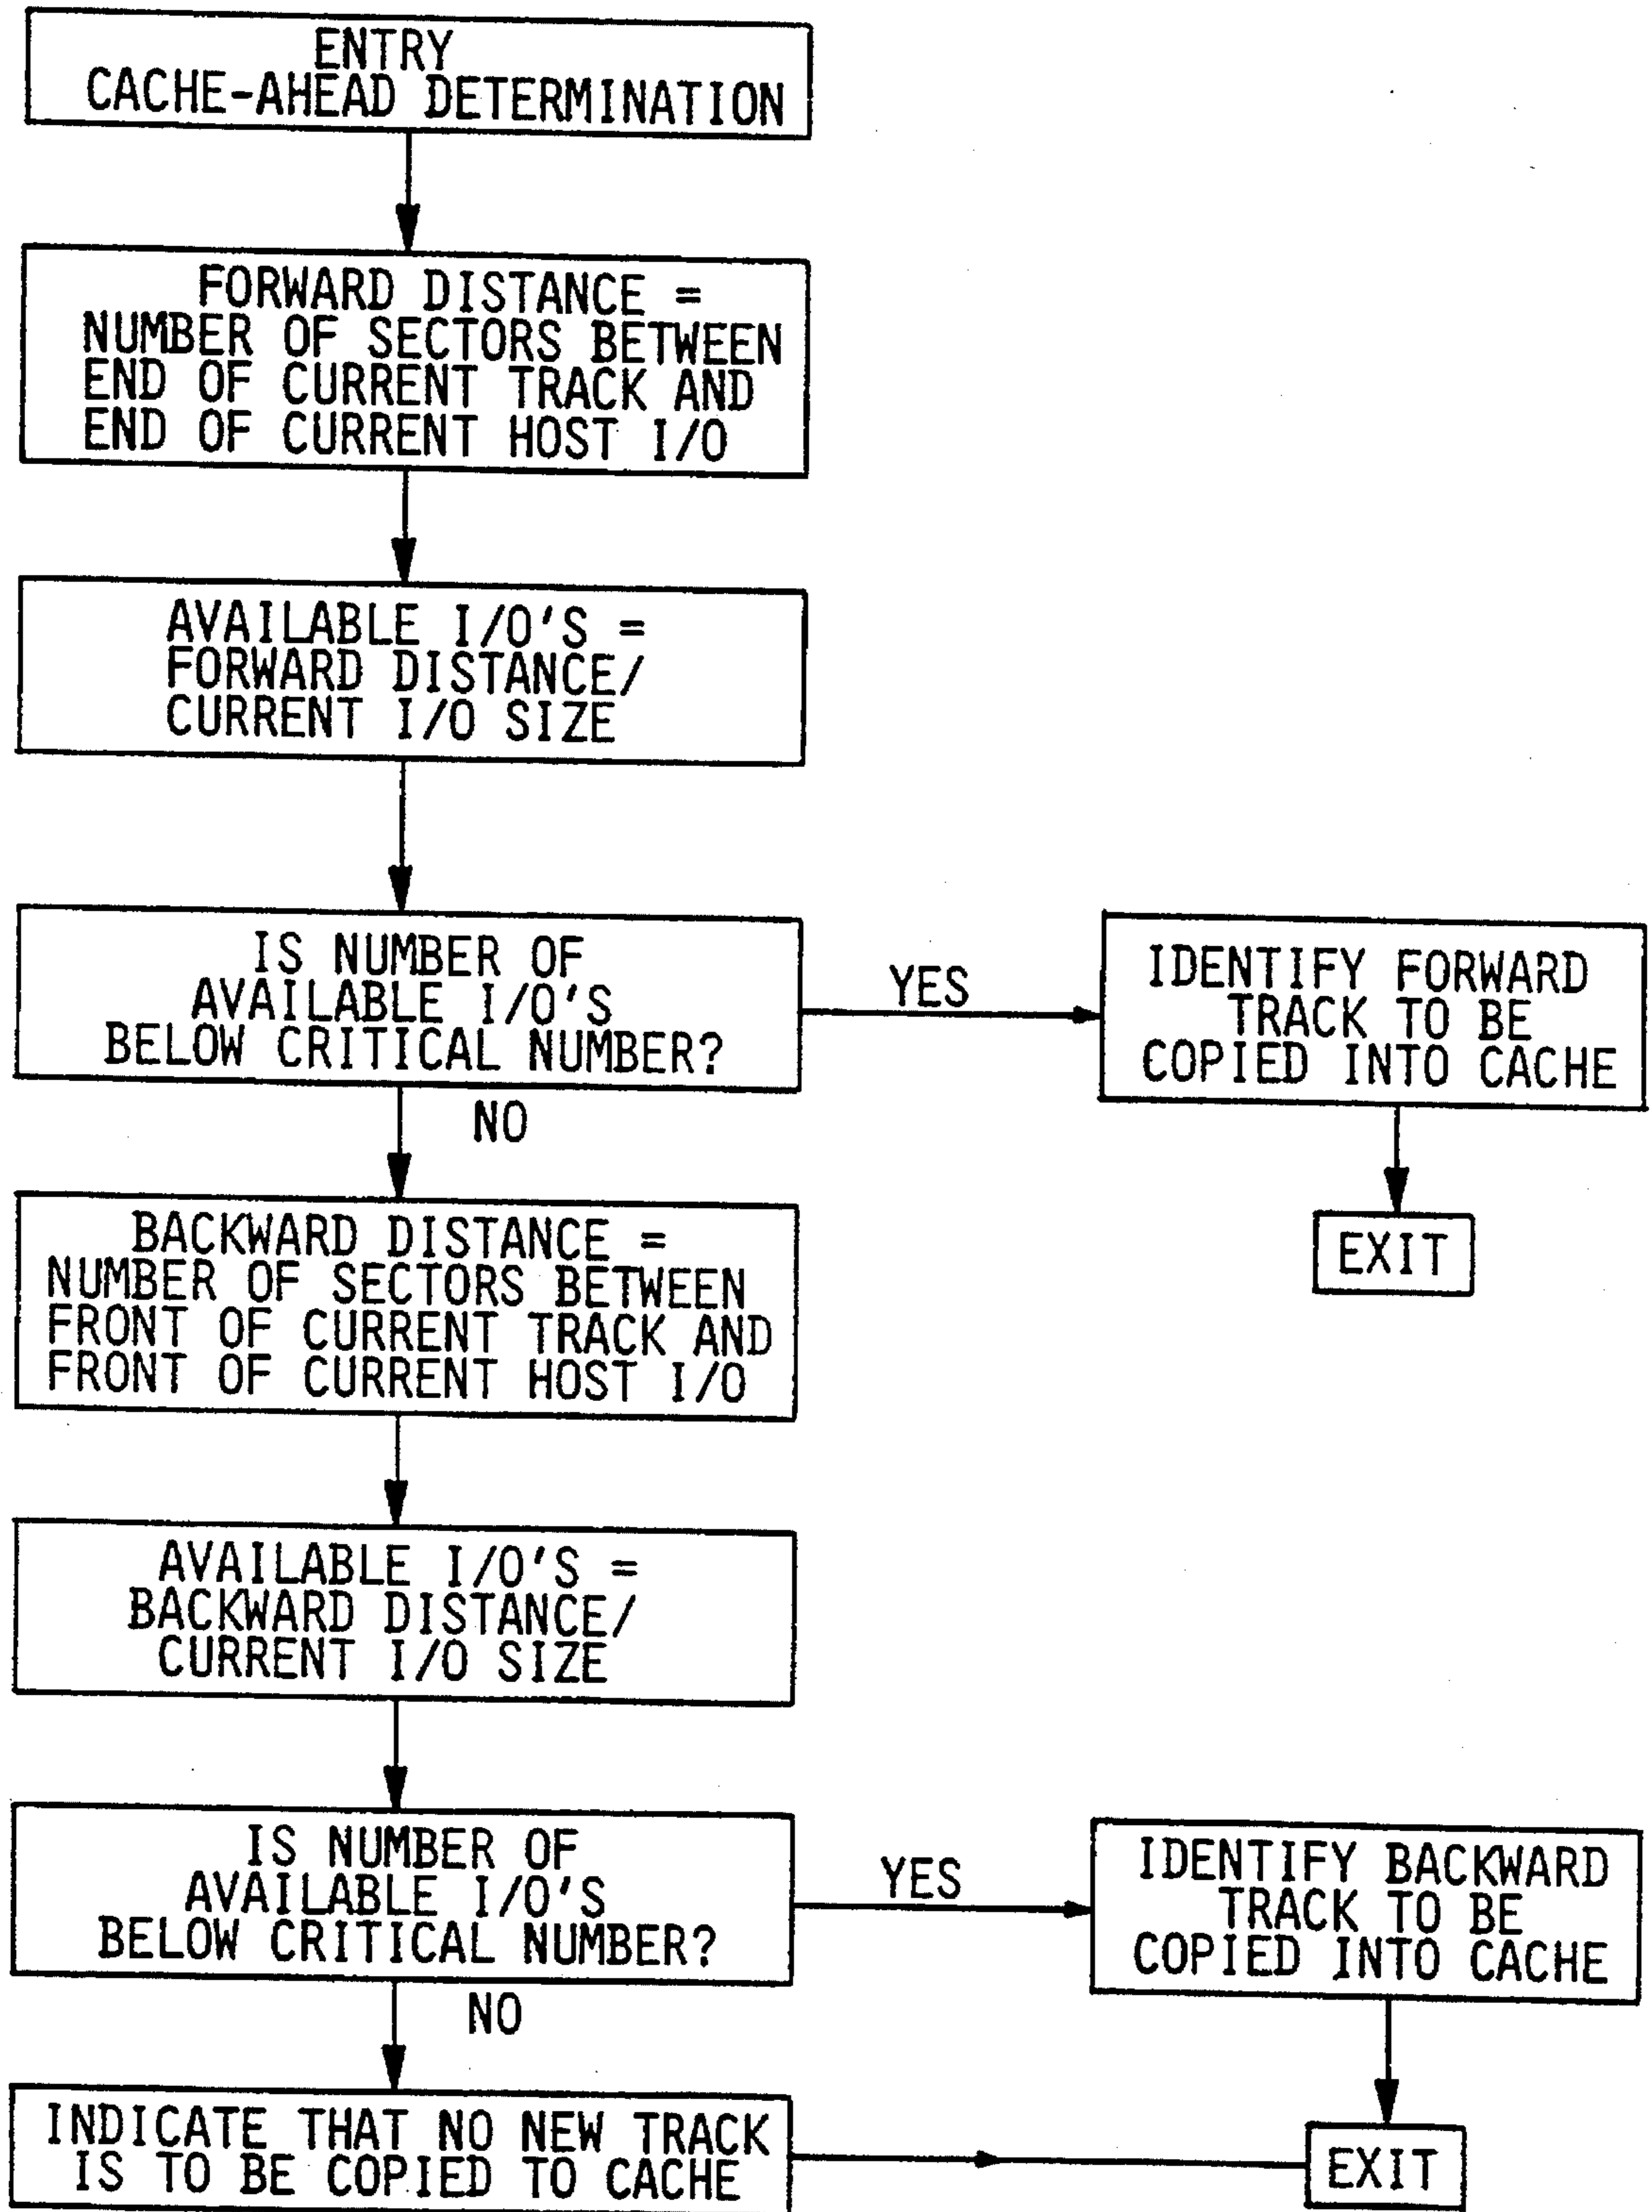 ENTRY
CACHE-AHEAD DETERMINATION
FORWARD DISTANCE =
NUMBER OF SECTORS BETWEEN
END OF CURRENT TRACK AND
END OF CURRENT HOST I/O
AVAILABLE I/O'S =
FORWARD DISTANCE/
CURRENT I/O SIZE
IS NUMBER OF
AVAILABLE I/O'S
BELOW CRITICAL NUMBER?
YES
IDENTIFY FORWARD
TRACK TO BE
COPIED INTO CACHE
EXIT
NO
BACKWARD DISTANCE =
NUMBER OF SECTORS BETWEEN
FRONT OF CURRENT TRACK AND
FRONT OF CURRENT HOST I/O
AVAILABLE I/O'S =
BACKWARD DISTANCE/
CURRENT I/O SIZE
IS NUMBER OF
AVAILABLE I/O'S
BELOW CRITICAL NUMBER?
YES
IDENTIFY BACKWARD
TRACK TO BE
COPIED INTO CACHE
NO
INDICATE THAT NO NEW TRACK
IS TO BE COPIED TO CACHE
EXIT